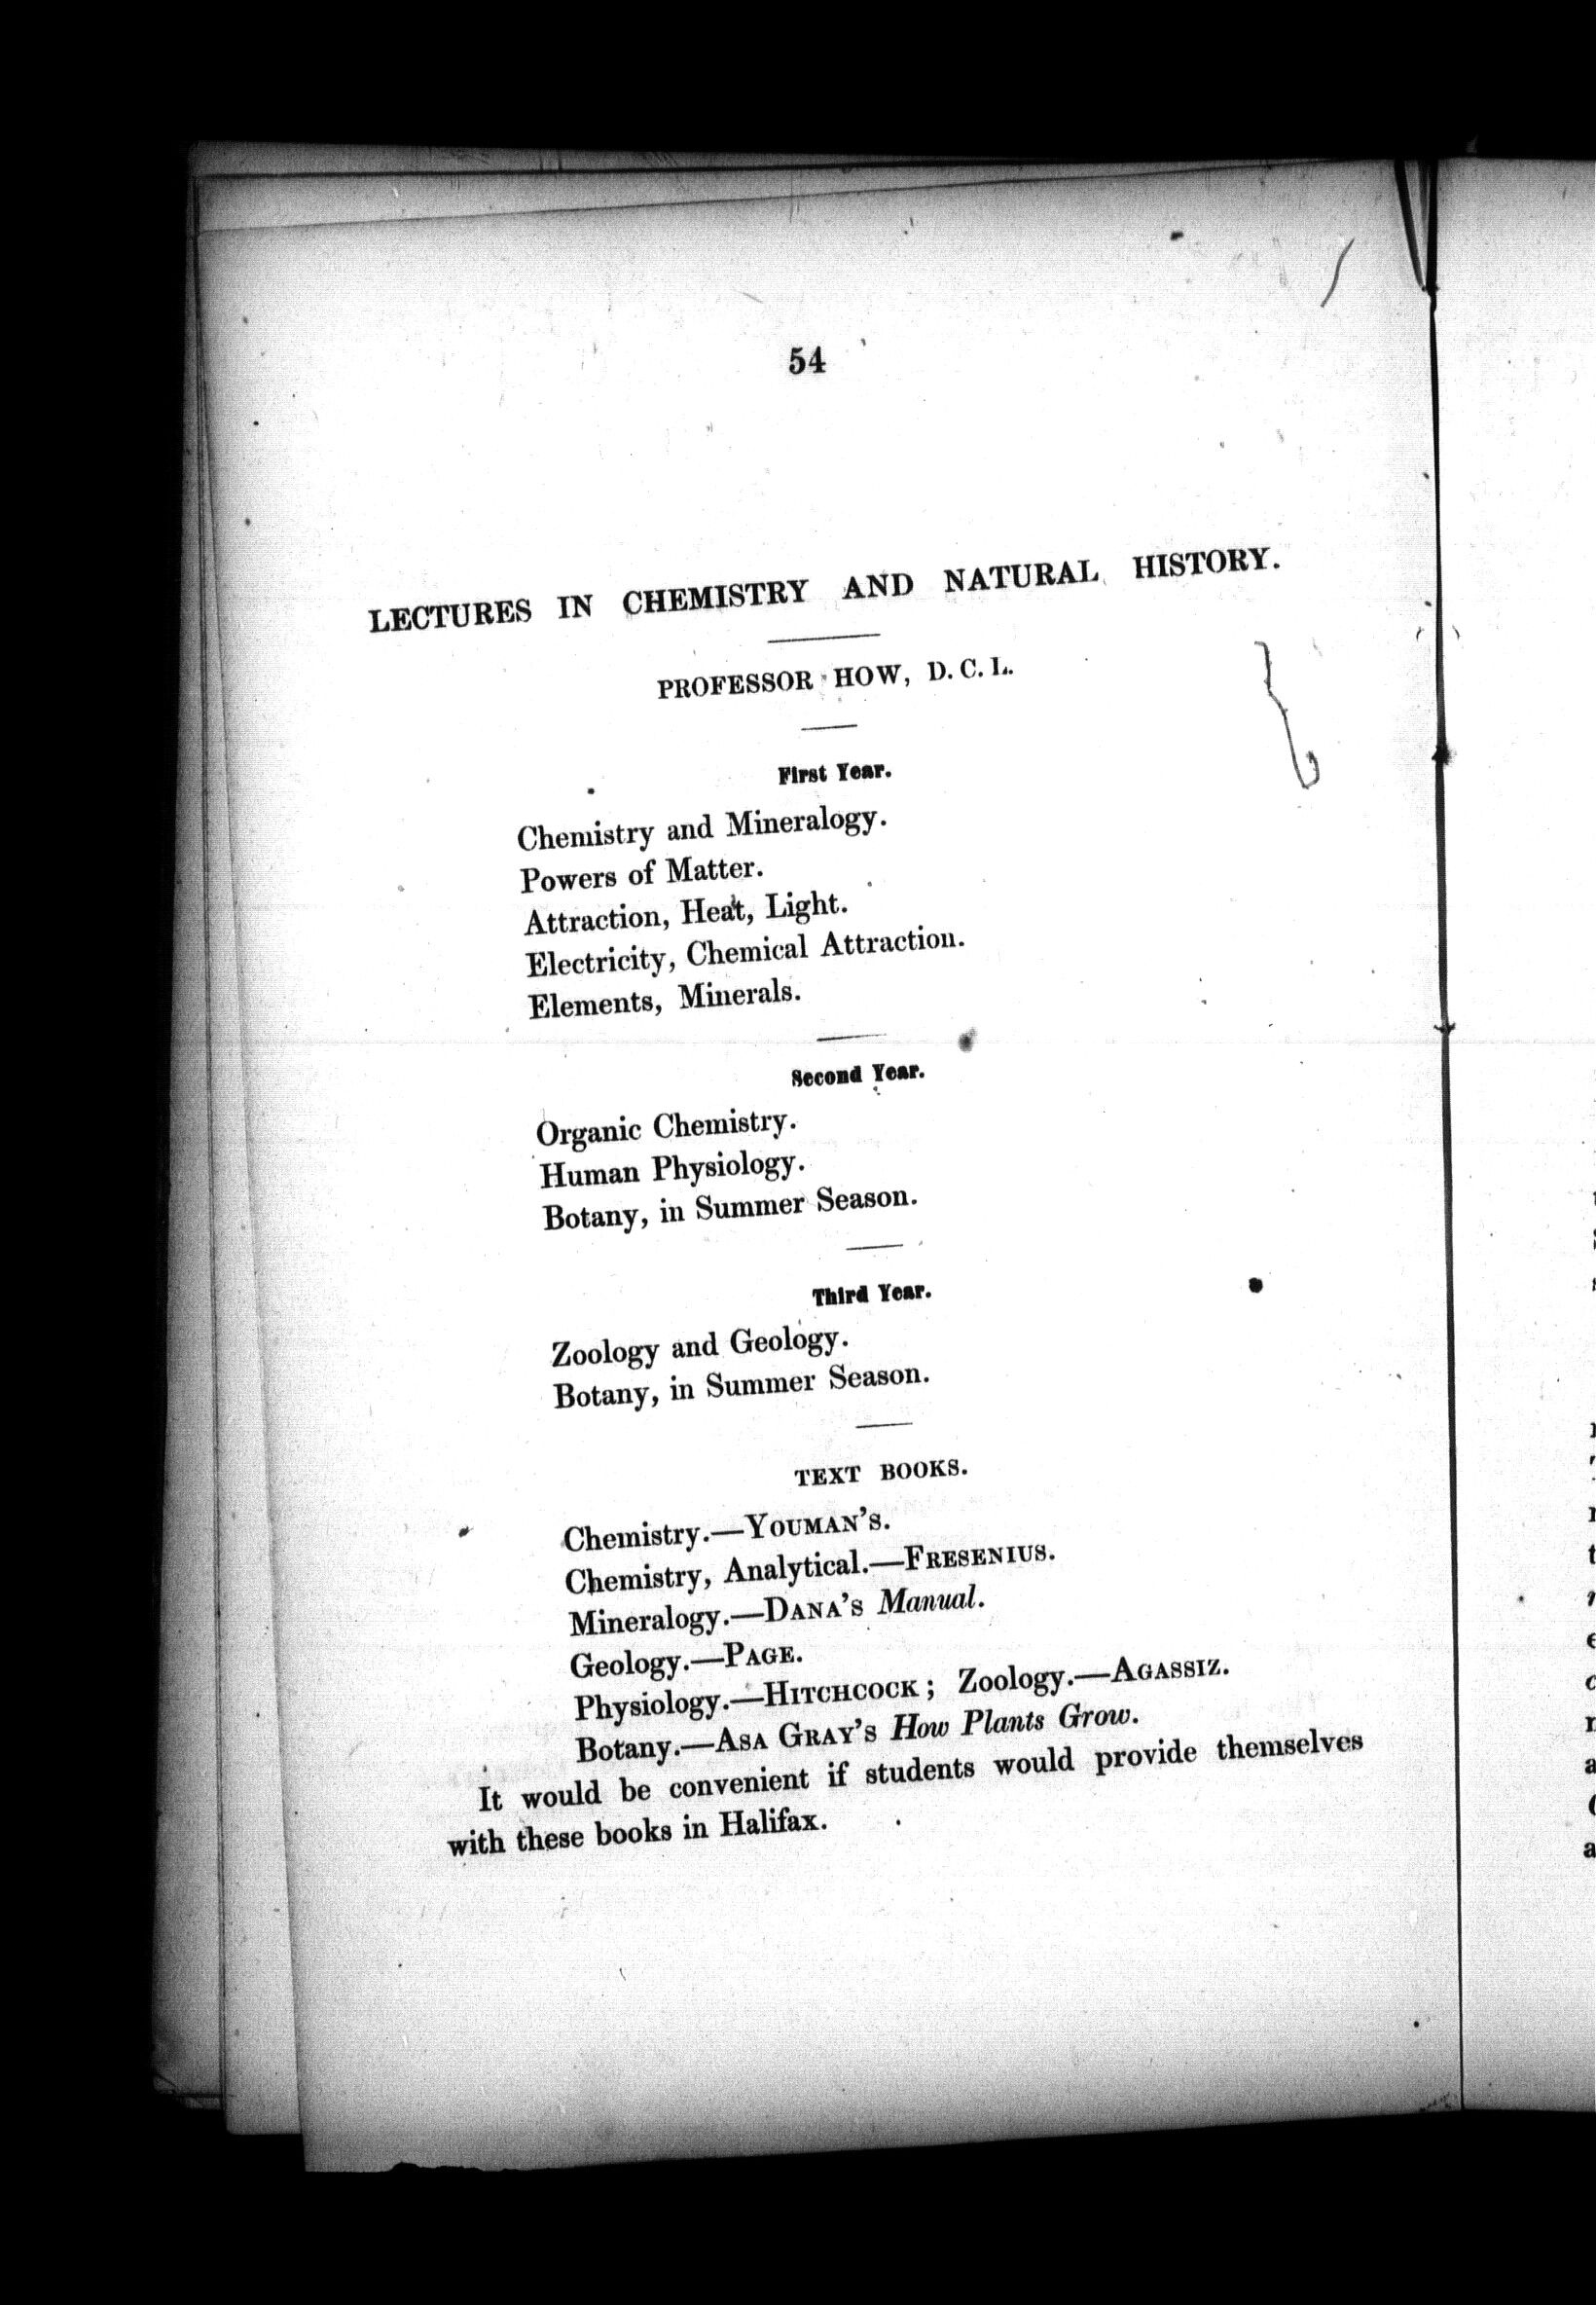 54
LECTURES IN CHEMISTRY AND NATURAL HISTORY.
PROFESSOR HOW, D. C. L.
First Year.
Chemistry and Mineralogy.
Powers of Matter.
Attraction, Heat, Light.
Electricity, Chemical Attraction.
Elements, Minerals.
Second Year.
Organic Chemistry.
Human Physiology.
Botany, in Summer Season.
Third Year.
Zoology and Geology.
Botany, in Summer Season.
TEXT BOOKS.
Chemistry.—YOUMAN'S.
Chemistry, Analytical.—FRESENIUS.
Mineralogy.—DANA'S Manual.
Geology.—PAGE.
Physiology.—HITCHCOCK; Zoology.—AGASSIZ.
Botany.—ASA GRAY'S How Plants Grow.
It would be convenient if students would provide themselves
with these books in Halifax.